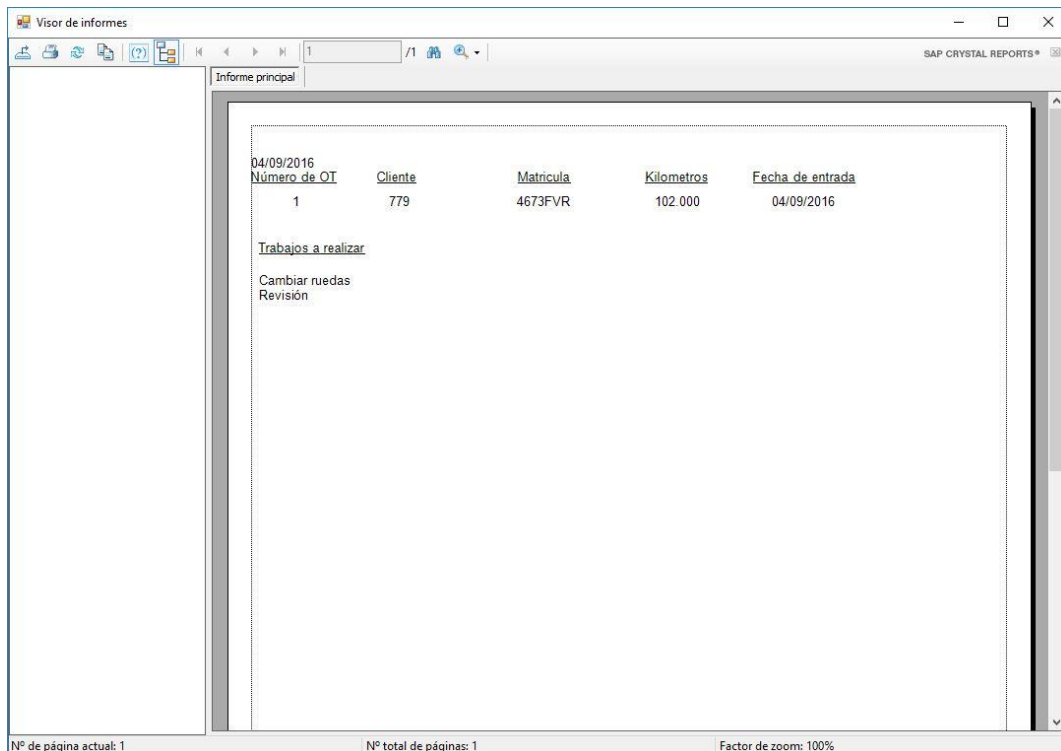 Visor de informes
1 /1 SAP CRYSTAL REPORTS®
Informe principal
04/09/2016
Número de OT Cliente Matricula Kilometros Fecha de entrada
1 779 4673FVR 102.000 04/09/2016
Trabajos a realizar
Cambiar ruedas
Revisión
Nº de página actual: 1 Nº total de páginas: 1 Factor de zoom: 100%